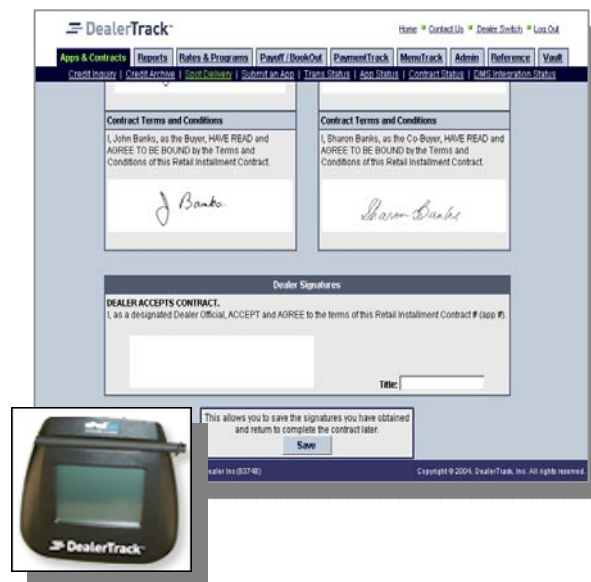 DealerTrack
Home Contact Us Dealer Switch Log Out
Apps & Contracts Reports Rates & Programs Payoff / BookOut PaymentTrack MenuTrack Admin Reference Vault
Credit Inquiry | Credit Archive | Spot Delivery | Submit an App | Trans Status | App Status | Contract Status | DMS Integration Status
Contract Terms and Conditions
I, John Banks, as the Buyer, HAVE READ and
AGREE TO BE BOUND by the Terms and
Conditions of this Retail Installment Contract.
J Banks
Contract Terms and Conditions
I, Sharon Banks, as the Co-Buyer, HAVE READ and
AGREE TO BE BOUND by the Terms and
Conditions of this Retail Installment Contract.
Sharon Banks
Dealer Signatures
DEALER ACCEPTS CONTRACT.
I, as a designated Dealer Official, ACCEPT and AGREE to the terms of this Retail Installment Contract # (app #).
Title:
This allows you to save the signatures you have obtained
and return to complete the contract later.
Save
Dealer Inc (83748)
Copyright © 2004, DealerTrack, Inc. All rights reserved.
DealerTrack